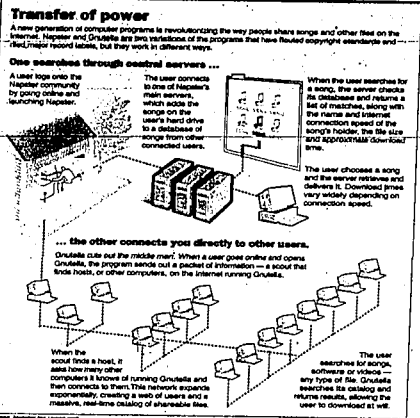 Transfer of power
A new generation of computer programs is revolutionizing the way people share songs and other files on the
Internet. Napster and Gnutella are two variations of the programs that have flouted copyright standards and
riled major record labels, but they work in different ways.
One searches through central servers ...
A user logs onto the
Napster community
by going online and
launching Napster.
The user connects
to one of Napster's
main servers,
which adds the
songs on the
user's hard drive
to a database of
songs from other
connected users.
When the user searches for
a song, the server checks
its database and returns a
list of matches, along with
the name and Internet
connection speed of the
song's holder, the file size
and approximate download
time.
The user chooses a song
and the server retrieves and
delivers it. Download times
vary widely depending on
connection speed.
... the other connects you directly to other users.
Gnutella cuts out the middle man. When a user goes online and opens
Gnutella, the program sends out a packet of information — a scout that
finds hosts, or other computers, on the Internet running Gnutella.
When the
scout finds a host, it
asks how many other
computers it knows of running Gnutella and
then connects to them. This network expands
exponentially, creating a web of users and a
massive, real-time catalog of shareable files.
The user
searches for songs,
software or videos —
any type of file. Gnutella
searches its catalog and
returns results, allowing the
user to download at will.